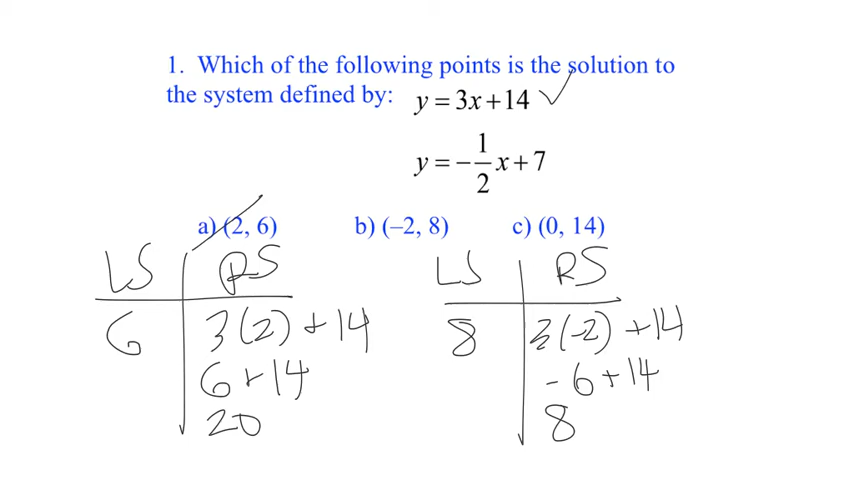 1. Which of the following points is the solution to
the system defined by: y = 3x + 14
y = -1/2 x + 7
a) (2, 6) b) (–2, 8) c) (0, 14)
LS RS LS RS
6 3(2) + 14 8 3(-2) + 14
6 + 14 -6 + 14
20 8